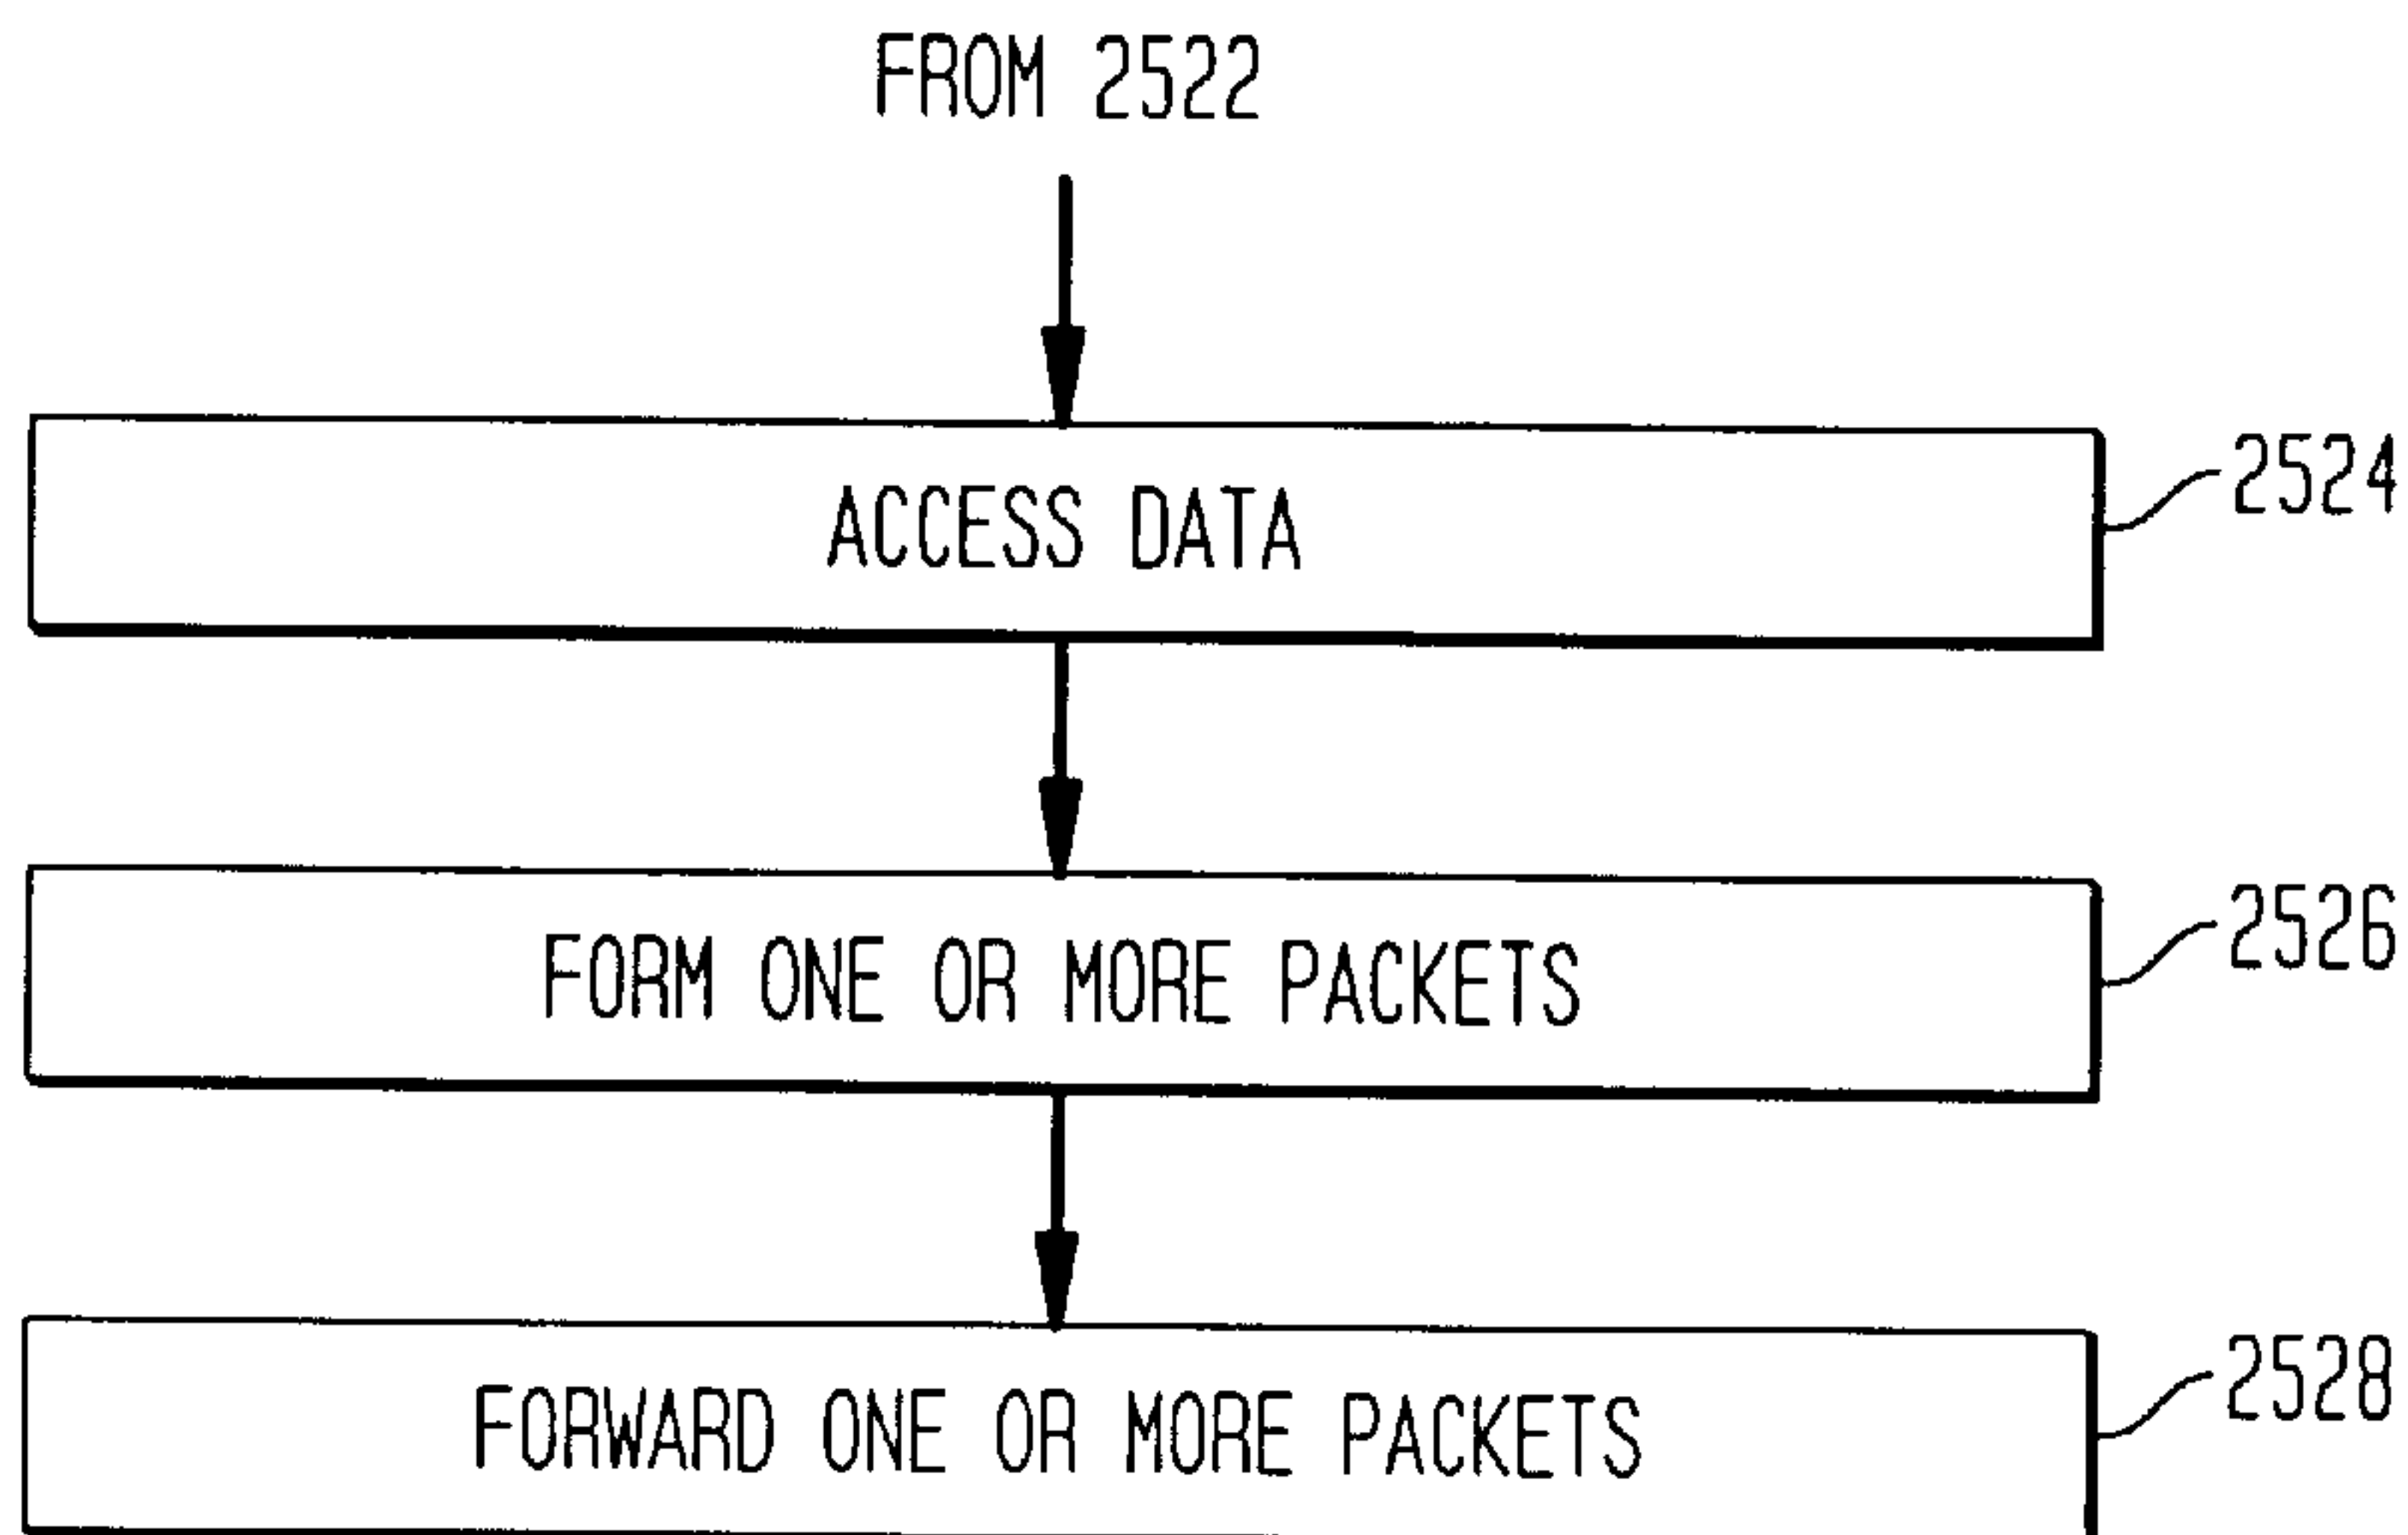 FROM 2522
ACCESS DATA
2524
FORM ONE OR MORE PACKETS
2526
FORWARD ONE OR MORE PACKETS
2528